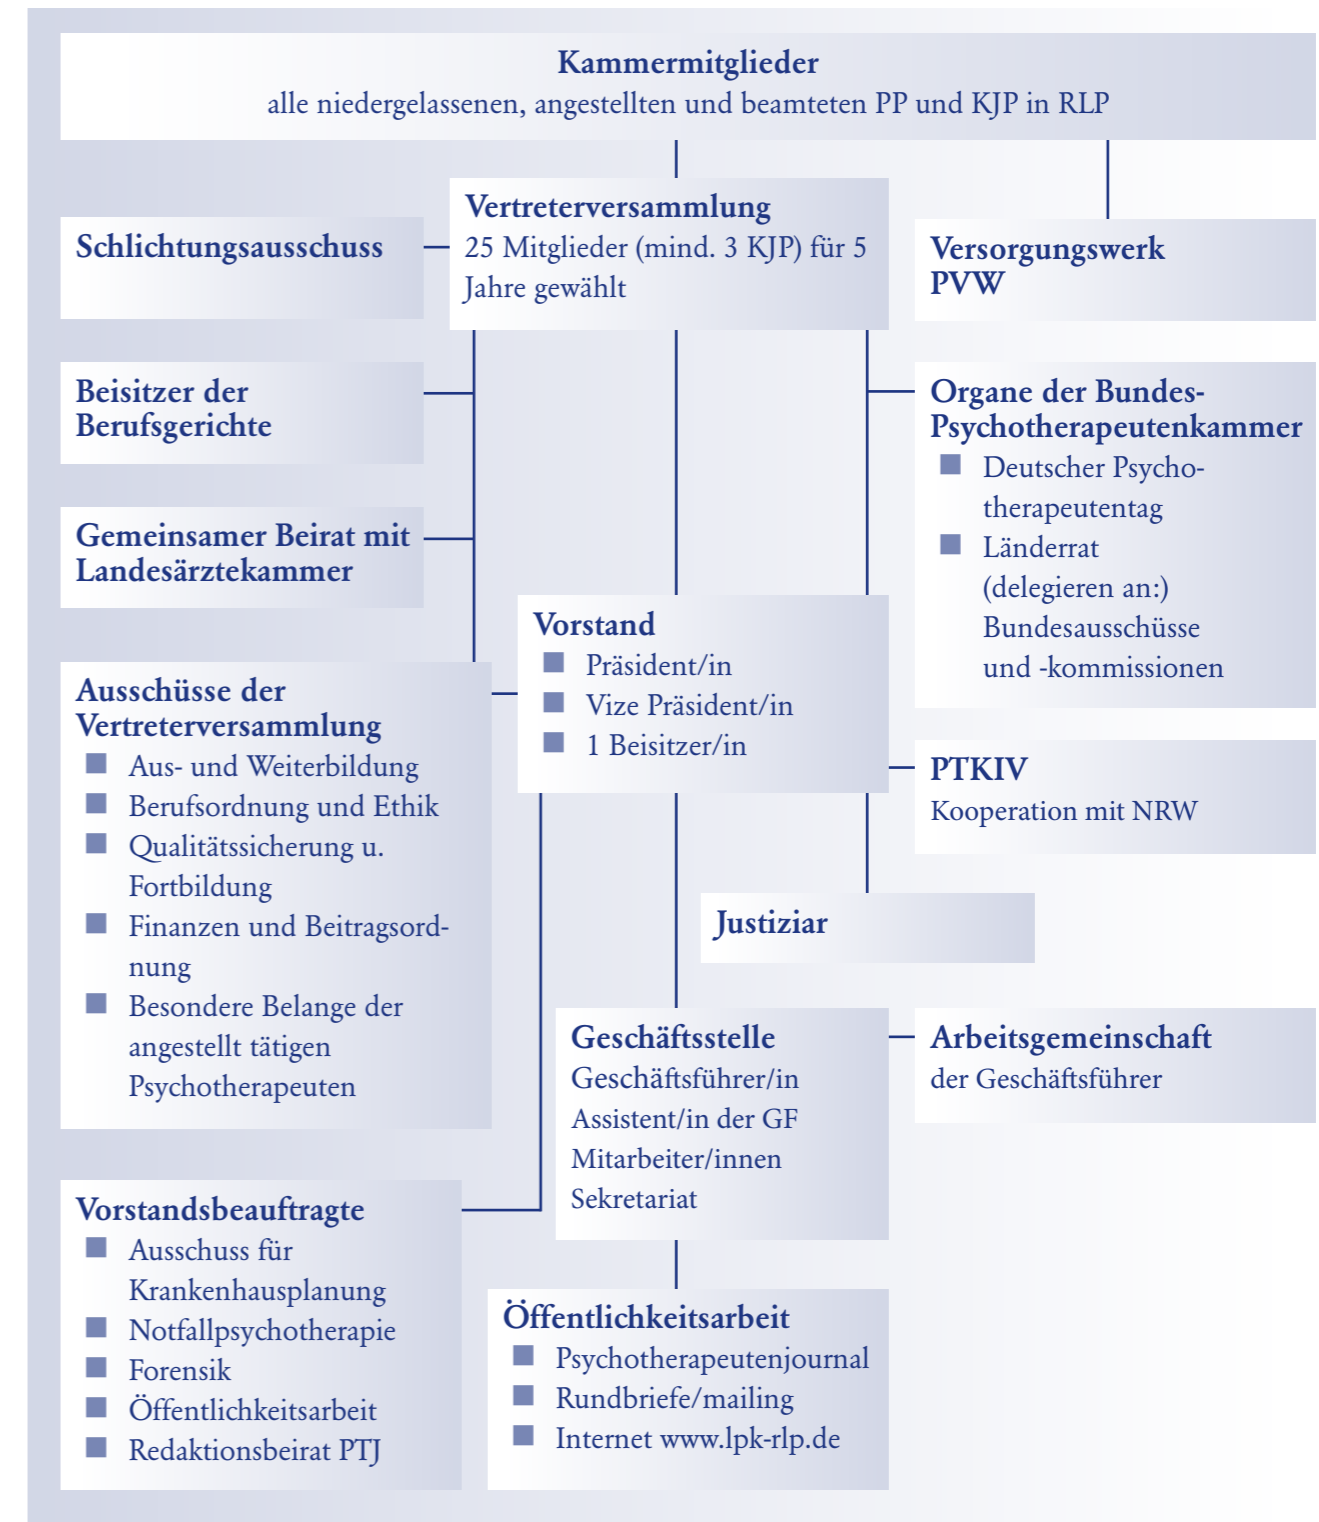 Kammermitglieder
alle niedergelassenen, angestellten und beamteten PP und KJP in RLP
Vertreterversammlung
25 Mitglieder (mind. 3 KJP) für 5
Jahre gewählt
Schlichtungsausschuss
Versorgungswerk
PVW
Beisitzer der
Berufsgerichte
Organe der Bundes-
Psychotherapeutenkammer
Deutscher Psycho-
therapeutentag
Länderrat
(delegieren an:)
Bundesausschüsse
und -kommissionen
Gemeinsamer Beirat mit
Landesärztekammer
Vorstand
Präsident/in
Vize Präsident/in
1 Beisitzer/in
Ausschüsse der
Vertreterversammlung
Aus- und Weiterbildung
Berufsordnung und Ethik
Qualitätssicherung u.
Fortbildung
Finanzen und Beitragsord-
nung
Besondere Belange der
angestellt tätigen
Psychotherapeuten
PTKIV
Kooperation mit NRW
Justiziar
Geschäftsstelle
Geschäftsführer/in
Assistent/in der GF
Mitarbeiter/innen
Sekretariat
Arbeitsgemeinschaft
der Geschäftsführer
Vorstandsbeauftragte
Ausschuss für
Krankenhausplanung
Notfallpsychotherapie
Forensik
Öffentlichkeitsarbeit
Redaktionsbeirat PTJ
Öffentlichkeitsarbeit
Psychotherapeutenjournal
Rundbriefe/mailing
Internet www.lpk-rlp.de